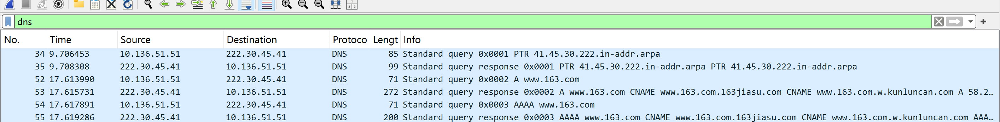 dns
No. Time Source Destination Protoco Lengt Info
34 9.706453 10.136.51.51 222.30.45.41 DNS 85 Standard query 0x0001 PTR 41.45.30.222.in-addr.arpa
35 9.708308 222.30.45.41 10.136.51.51 DNS 99 Standard query response 0x0001 PTR 41.45.30.222.in-addr.arpa PTR 41.45.30.222.in-addr.arpa
52 17.613990 10.136.51.51 222.30.45.41 DNS 71 Standard query 0x0002 A www.163.com
53 17.615731 222.30.45.41 10.136.51.51 DNS 272 Standard query response 0x0002 A www.163.com CNAME www.163.com.163jiasu.com CNAME www.163.com.w.kunluncan.com A 58.2…
54 17.617891 10.136.51.51 222.30.45.41 DNS 71 Standard query 0x0003 AAAA www.163.com
55 17.619286 222.30.45.41 10.136.51.51 DNS 200 Standard query response 0x0003 AAAA www.163.com CNAME www.163.com.163jiasu.com CNAME www.163.com.w.kunluncan.com AAA…